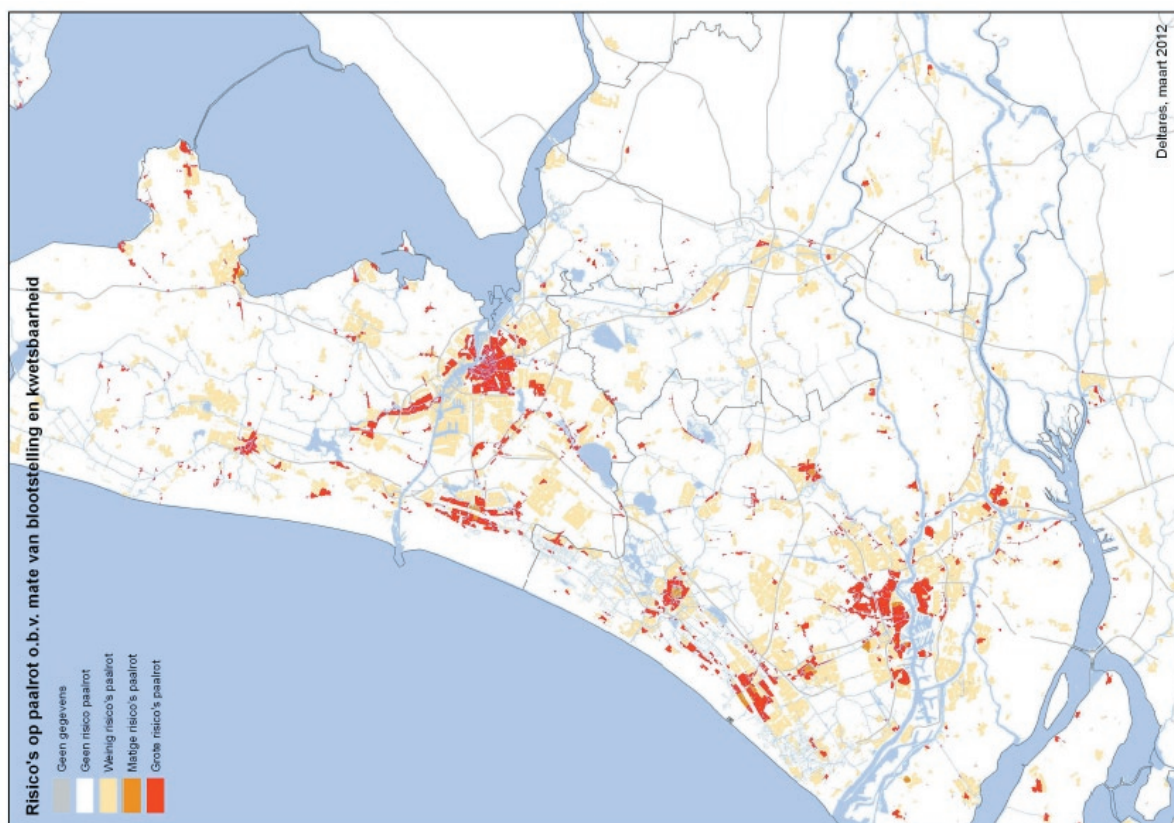 Risico's op paalrot o.b.v. mate van blootstelling en kwetsbaarheid
Geen gegevens
Geen risico paalrot
Weinig risico's paalrot
Matige risico's paalrot
Grote risico's paalrot
Deltares, maart 2012